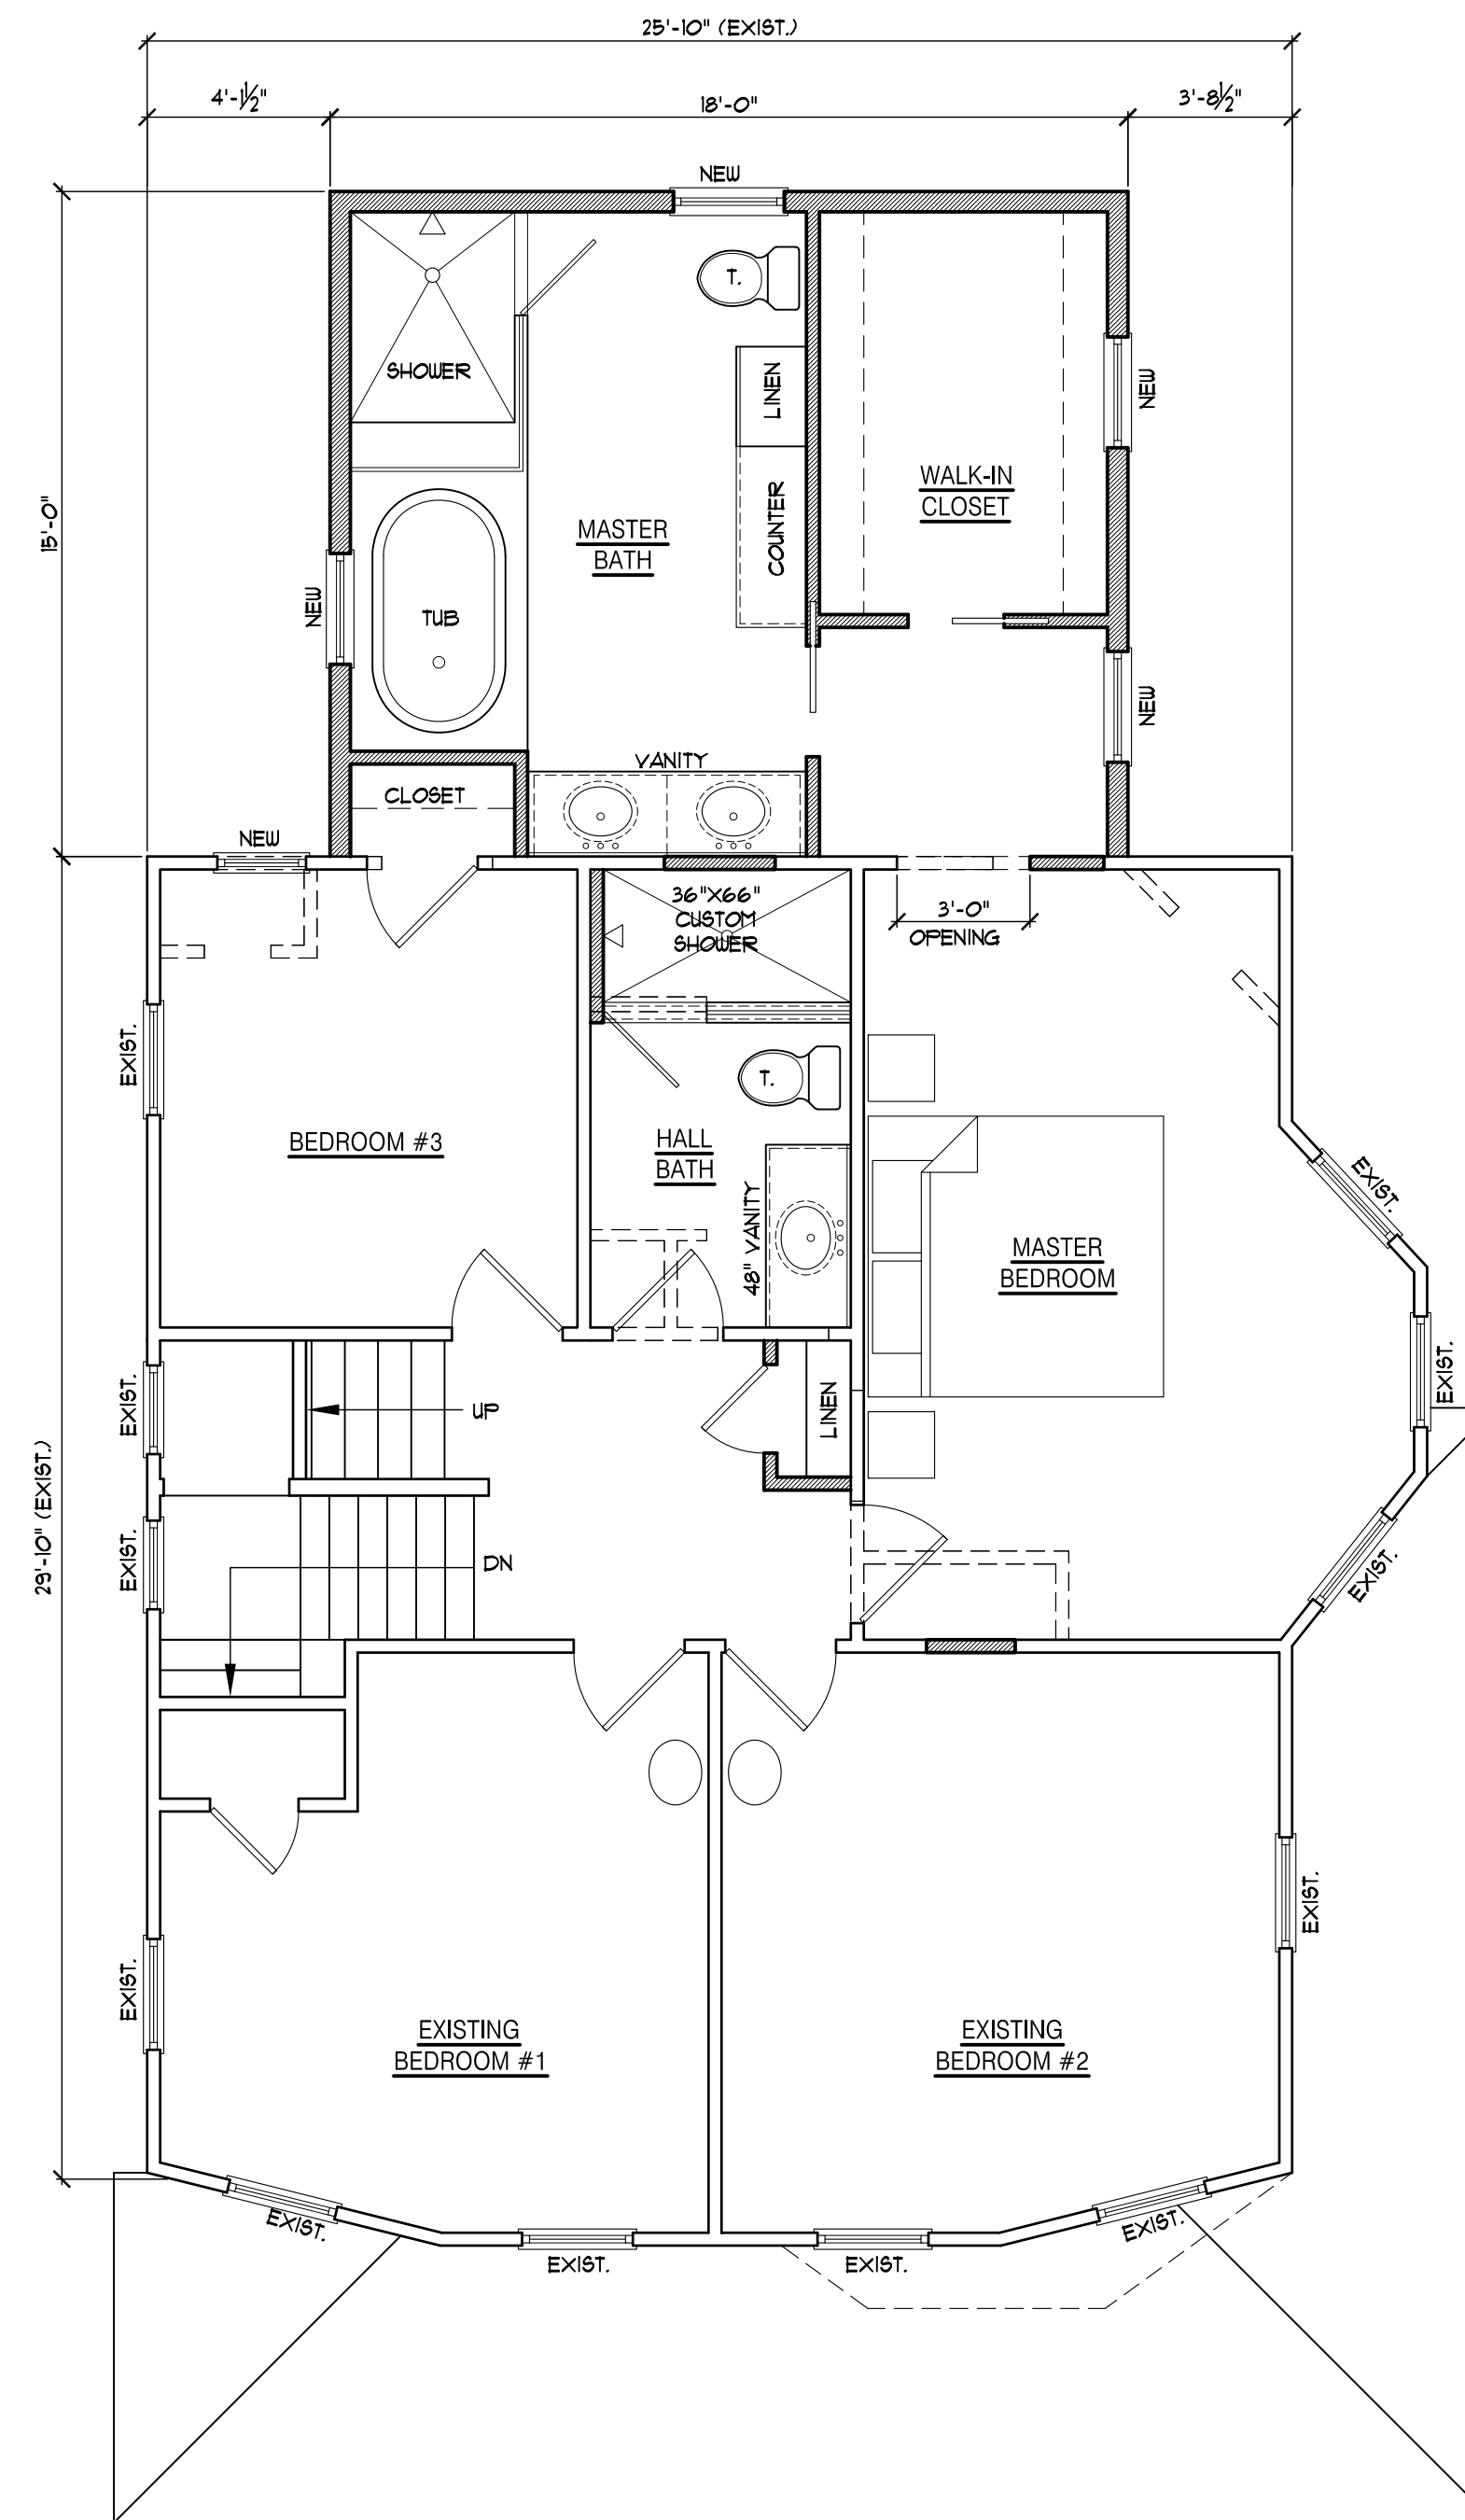 25'-10" (EXIST.)
4'-1½"
18'-0"
3'-8½"
NEW
T.
SHOWER
LINEN
NEW
WALK-IN
CLOSET
15'-0"
COUNTER
MASTER
BATH
NEW
TUB
NEW
VANITY
CLOSET
NEW
36"X66"
CUSTOM
SHOWER
3'-0"
OPENING
EXIST.
T.
BEDROOM #3
HALL
BATH
EXIST.
48" VANITY
MASTER
BEDROOM
EXIST.
EXIST.
LINEN
UP
29'-10" (EXIST.)
EXIST.
DN
EXIST.
EXIST.
EXIST.
EXISTING
BEDROOM #1
EXISTING
BEDROOM #2
EXIST.
EXIST.
EXIST.
EXIST.